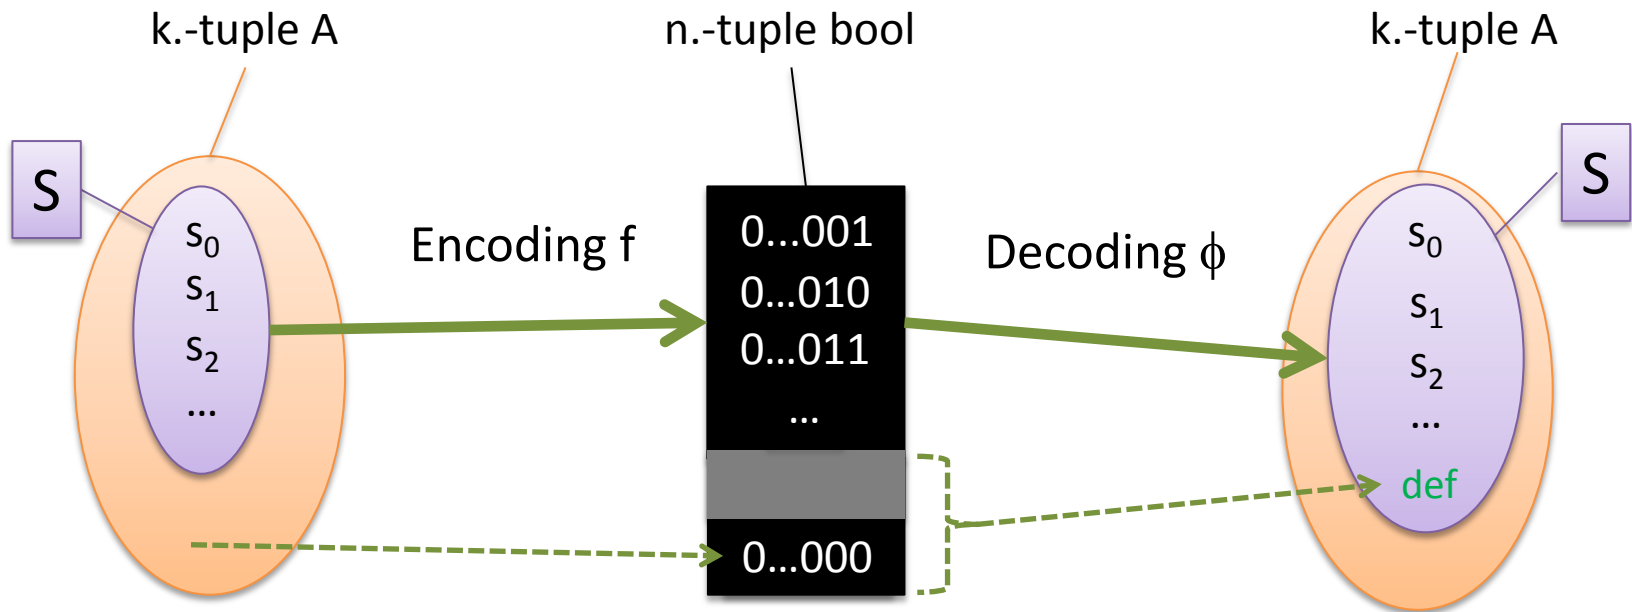 k.-tuple A
n.-tuple bool
k.-tuple A
S
S
Encoding f
Decoding ϕ
s₀
s₁
s₂
...
0...001
0...010
0...011
...
0...000
s₀
s₁
s₂
...
def